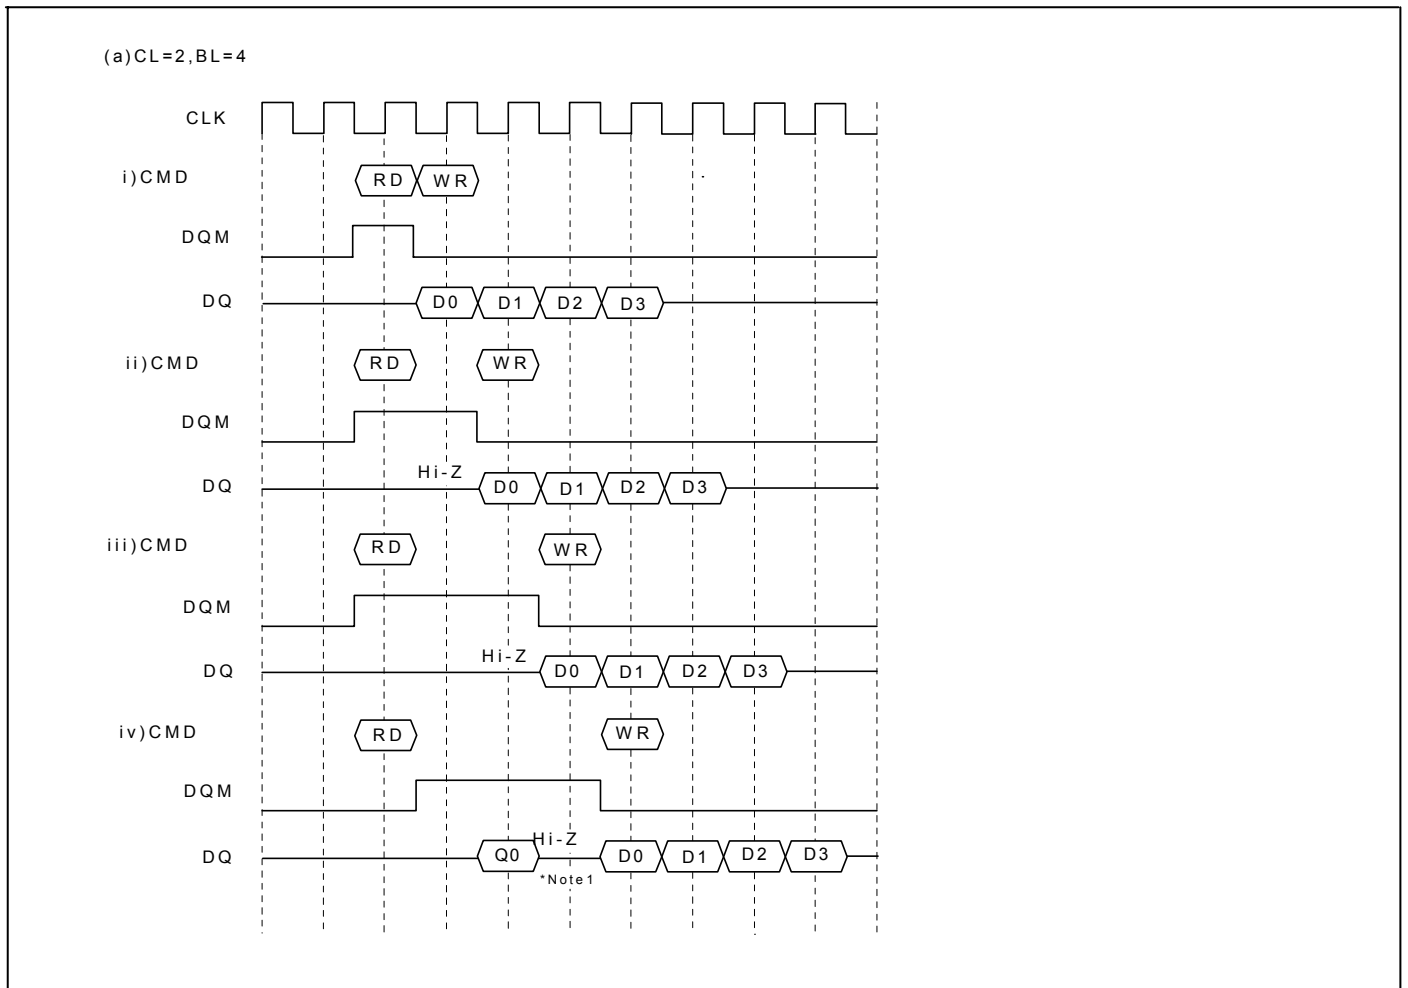 (a)CL=2,BL=4
CLK
i)CMD RD WR
DQM
DQ D0 D1 D2 D3
ii)CMD RD WR
DQM
Hi-Z
DQ D0 D1 D2 D3
iii)CMD RD WR
DQM
Hi-Z
DQ D0 D1 D2 D3
iv)CMD RD WR
DQM
Hi-Z
DQ Q0 D0 D1 D2 D3
*Note1